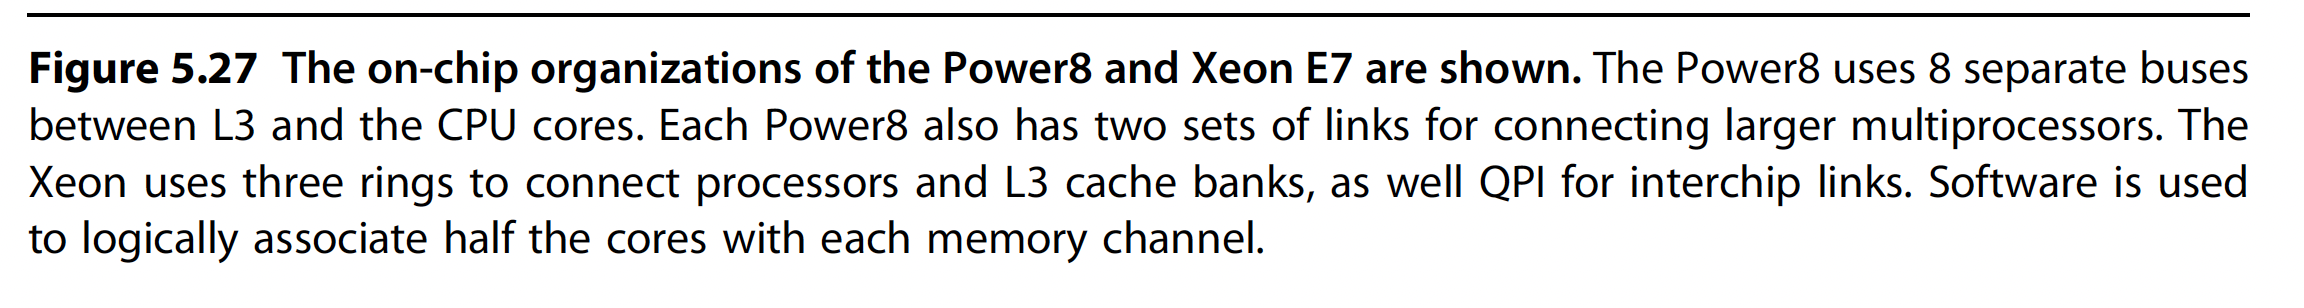 Figure 5.27 The on-chip organizations of the Power8 and Xeon E7 are shown. The Power8 uses 8 separate buses
between L3 and the CPU cores. Each Power8 also has two sets of links for connecting larger multiprocessors. The
Xeon uses three rings to connect processors and L3 cache banks, as well QPI for interchip links. Software is used
to logically associate half the cores with each memory channel.